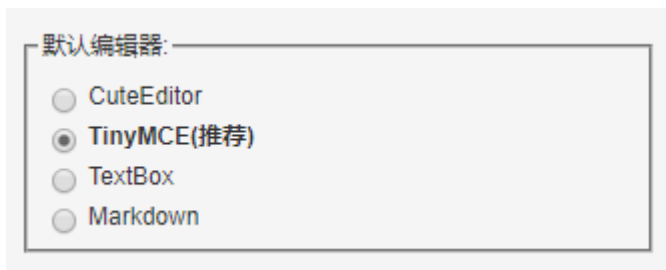 默认编辑器:
CuteEditor
TinyMCE(推荐)
TextBox
Markdown